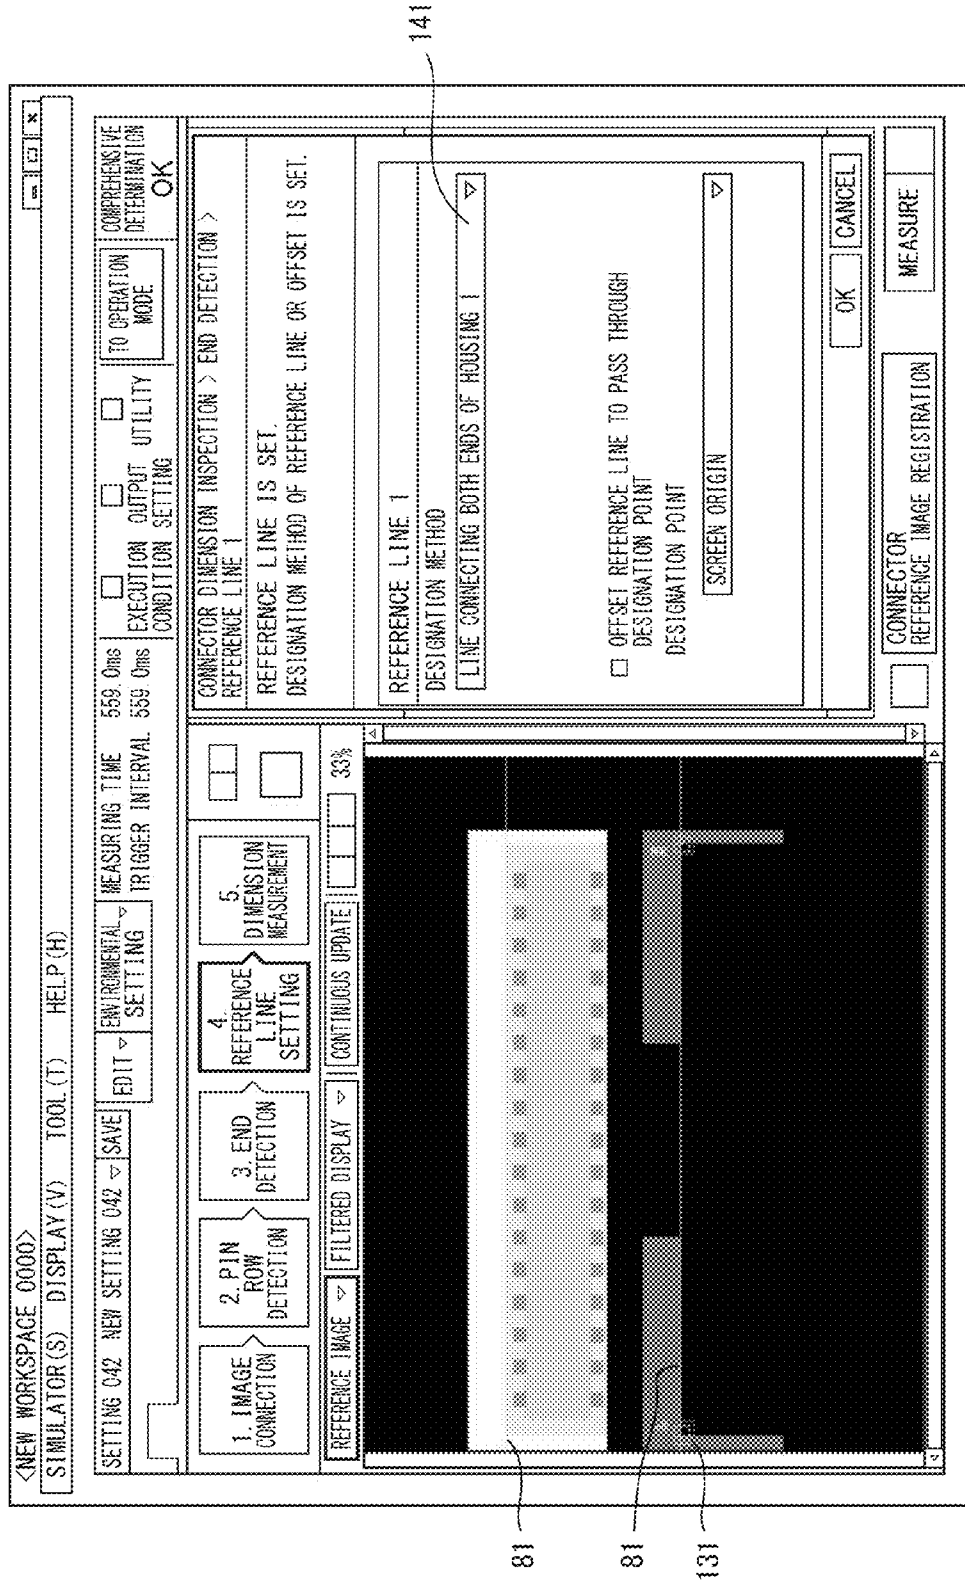 <NEW WORKSPACE 0000>
SIMULATOR(S) DISPLAY(V) TOOL(T) HELP(H)
SETTING 042 NEW SETTING 042 ▽ SAVE
EDIT ▽
ENVIRONMENTAL ▽
SETTING
MEASURING TIME 559.0ms
TRIGGER INTERVAL 559.0ms
EXECUTION
CONDITION
OUTPUT
SETTING
UTILITY
TO OPERATION
MODE
COMPREHENSIVE
DETERMINATION
OK
1. IMAGE
CONNECTION
2. PIN
ROW
DETECTION
3. END
DETECTION
4.
REFERENCE
LINE
SETTING
5.
DIMENSION
MEASUREMENT
REFERENCE IMAGE ▽
FILTERED DISPLAY ▽
CONTINUOUS UPDATE
33%
CONNECTOR DIMENSION INSPECTION > END DETECTION >
REFERENCE LINE 1
REFERENCE LINE IS SET.
DESIGNATION METHOD OF REFERENCE LINE OR OFFSET IS SET.
REFERENCE LINE 1
DESIGNATION METHOD
LINE CONNECTING BOTH ENDS OF HOUSING 1 ▽
OFFSET REFERENCE LINE TO PASS THROUGH
DESIGNATION POINT
DESIGNATION POINT
SCREEN ORIGIN ▽
OK
CANCEL
CONNECTOR
REFERENCE IMAGE REGISTRATION
MEASURE
81
81
131
141